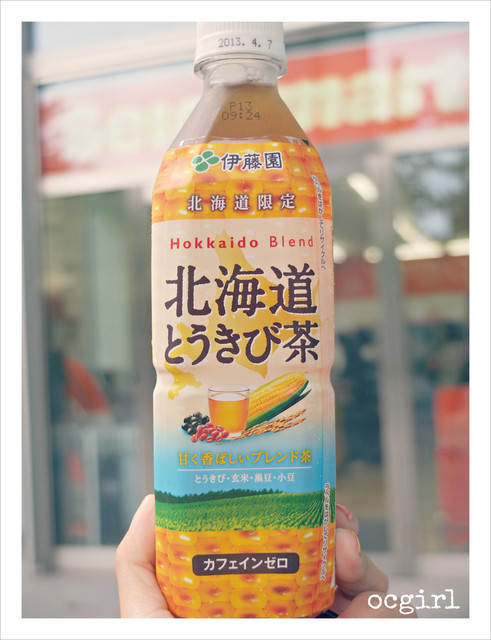 2013. 4. 7
P13
09:24
伊藤園
北海道限定
Hokkaido Blend
北海道
とうきび茶
甘く香ばしいブレンド茶
とうきび・玄米・黒豆・小豆
カフェインゼロ
ocgirl